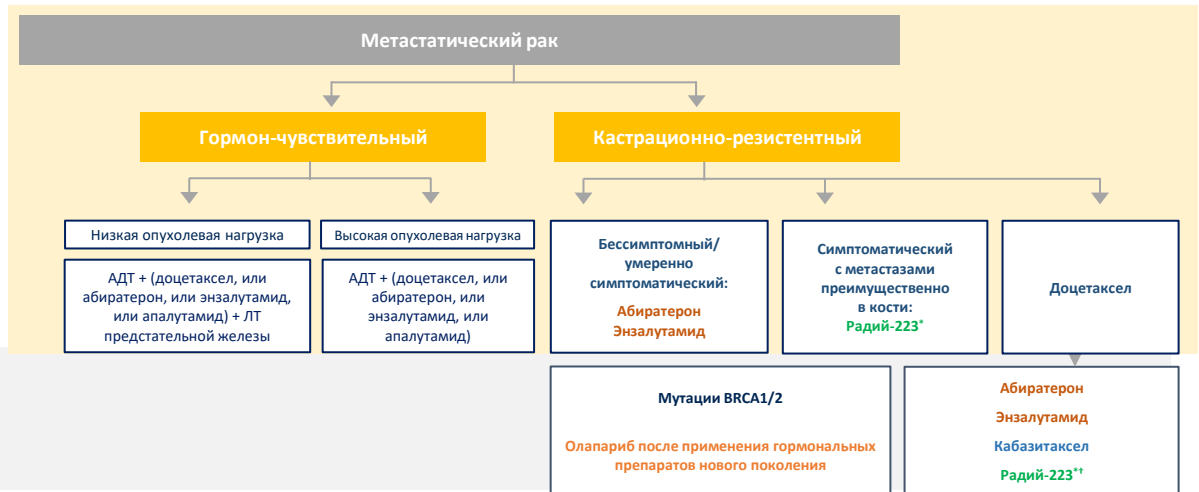 Метастатический рак
Гормон-чувствительный
Кастрационно-резистентный
Низкая опухолевая нагрузка
Высокая опухолевая нагрузка
АДТ + (доцетаксел, или
абиратерон, или энзалутамид,
или апалутамид) + ЛТ
предстательной железы
АДТ + (доцетаксел, или
абиратерон, или
энзалутамид, или
апалутамид)
Бессимптомный/
умеренно
симптоматический:
Абиратерон
Энзалутамид
Симптоматический
с метастазами
преимущественно
в кости:
Радий-223*
Доцетаксел
Мутации BRCA1/2
Олапариб после применения гормональных
препаратов нового поколения
Абиратерон
Энзалутамид
Кабазитаксел
Радий-223*†